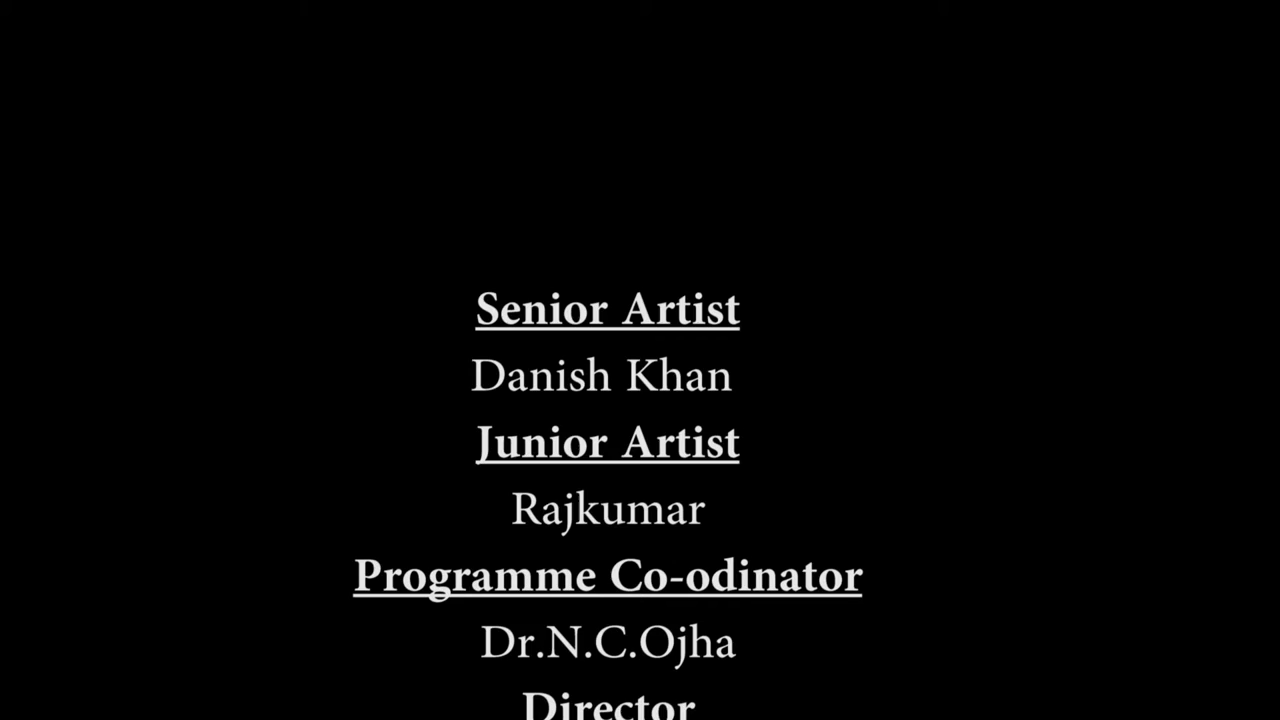 Senior Artist
Danish Khan
Junior Artist
Rajkumar
Programme Co-odinator
Dr.N.C.Ojha
Director